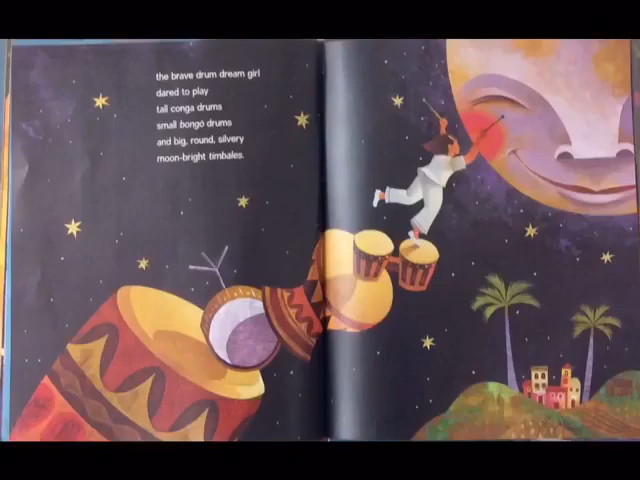 the brave drum dream girl
dared to play
tall conga drums
small bongó drums
and big, round, silvery
moon-bright timbales.